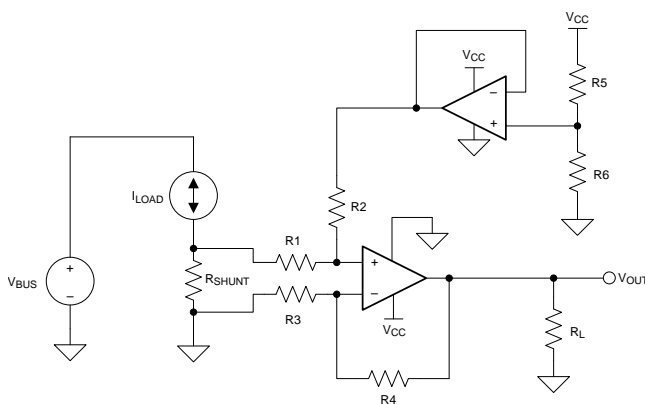 VCC
VCC
R5
R6
ILOAD
R2
R1
RSHUNT
VBUS
R3
VCC
VOUT
RL
R4
+
-
-
+
+
-